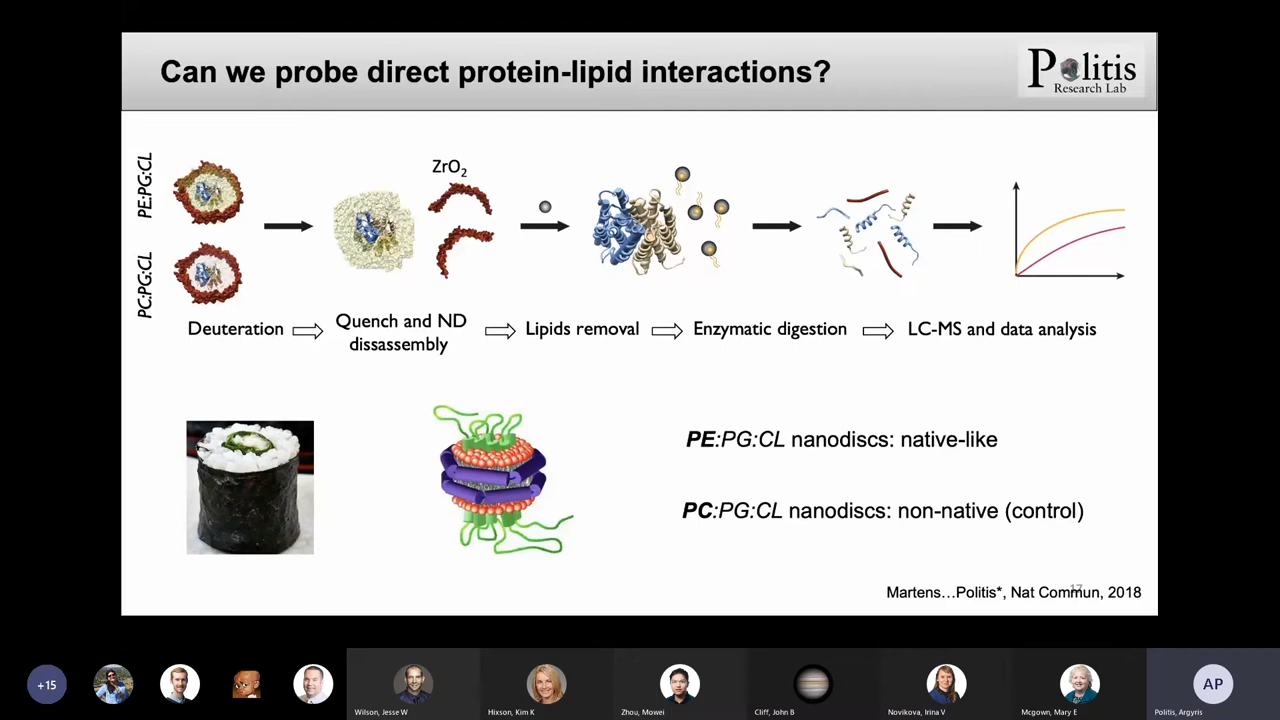 Can we probe direct protein-lipid interactions?
Politis
Research Lab
PE:PG:CL
PC:PG:CL
ZrO2
Deuteration
Quench and ND
dissassembly
Lipids removal
Enzymatic digestion
LC-MS and data analysis
PE:PG:CL nanodiscs: native-like
PC:PG:CL nanodiscs: non-native (control)
17
Martens…Politis*, Nat Commun, 2018
+15
AP
Wilson, Jesse W
Hixson, Kim K
Zhou, Mowei
Cliff, John B
Novikova, Irina V
Mcgown, Mary E
Politis, Argyris